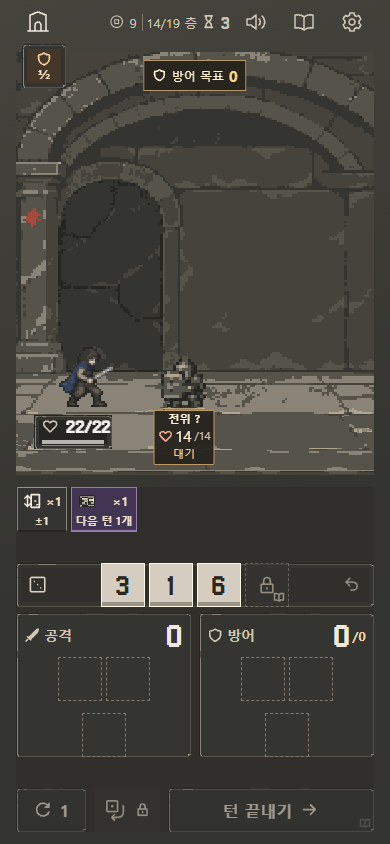 9 14/19 층 3
½
방어 목표 0
22/22
전위 ?
14 /14
대기
×1
±1
×1
다음 턴 1개
3 1 6
공격 0
방어 0/0
1
턴 끝내기 →